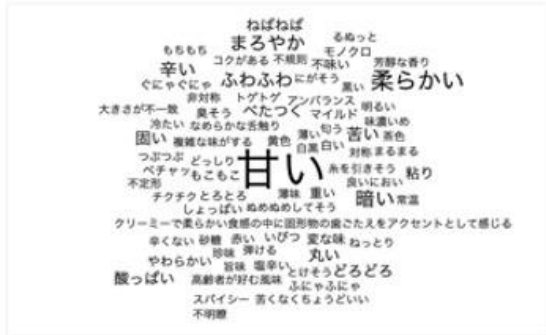 ねばねば
まろやか るぬっと
もちもち コクがある 不規則 モノクロ
辛い 不味い 芳醇な香り
ぐにゃぐにゃ ふわふわ にがそう 黒い 柔らかい
非対称 トゲトゲ アンバランス
大きさが不一致 臭そう べたつく マイルド 明るい
冷たい なめらかな舌触り 味濃いめ
固い 複雑な味がする 黄色 薄い 匂う 苦い 茶色
白黒 白い 対称 まるまる
つぶつぶ どっしり 甘い 糸を引きそう 粘り
ベチャッ もこもこ 良いにおい
不定形 薄味 重い 暗い 常温
チクチク とろとろ
しょっぱい ぬめぬめしてそう
クリーミーで柔らかい食感の中に固形物の歯ごたえをアクセントとして感じる
辛くない 砂糖 赤い いびつ 変な味 ねっとり
珍味 弾ける 丸い
やわらかい 旨味 塩辛い とけそう どろどろ
酸っぱい 高齢者が好む風味 ふにゃふにゃ
スパイシー 苦くなくちょうどいい
不明瞭